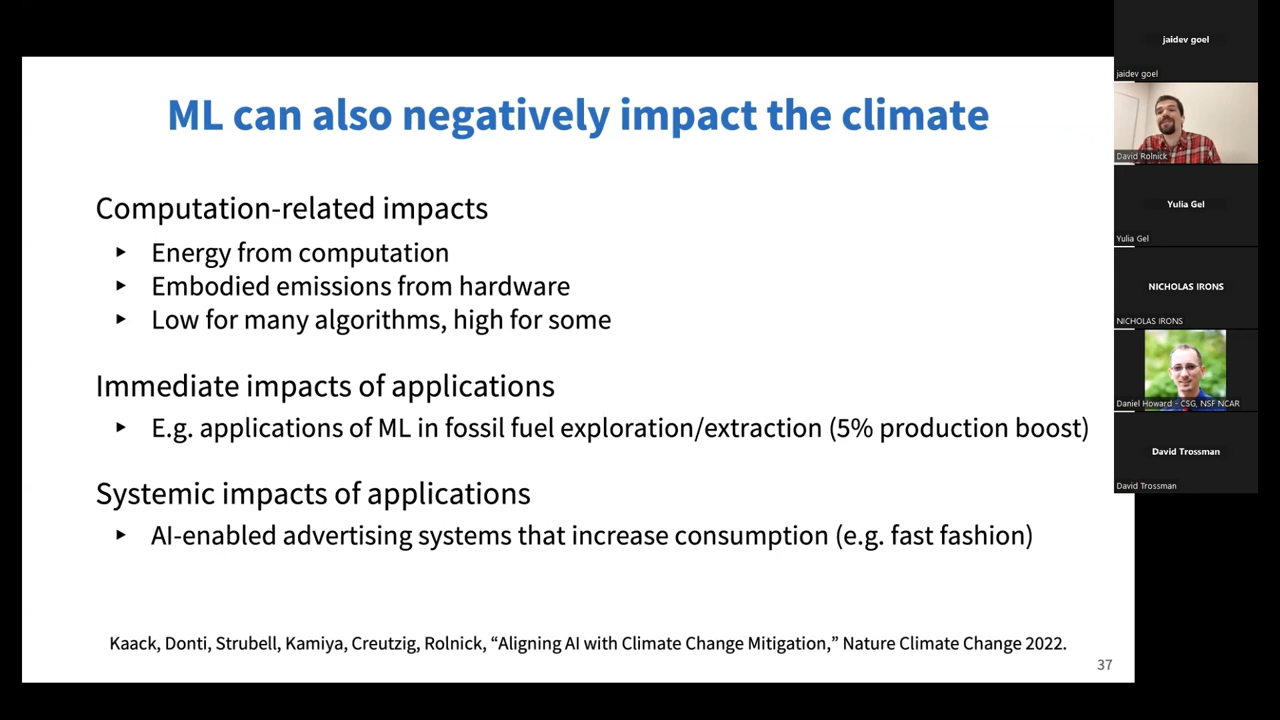 ML can also negatively impact the climate
Computation-related impacts
▸ Energy from computation
▸ Embodied emissions from hardware
▸ Low for many algorithms, high for some
Immediate impacts of applications
▸ E.g. applications of ML in fossil fuel exploration/extraction (5% production boost)
Systemic impacts of applications
▸ AI-enabled advertising systems that increase consumption (e.g. fast fashion)
Kaack, Donti, Strubell, Kamiya, Creutzig, Rolnick, “Aligning AI with Climate Change Mitigation,” Nature Climate Change 2022.
37
jaidev goel
jaidev goel
David Rolnick
Yulia Gel
Yulia Gel
NICHOLAS IRONS
NICHOLAS IRONS
Daniel Howard - CSG, NSF NCAR
David Trossman
David Trossman